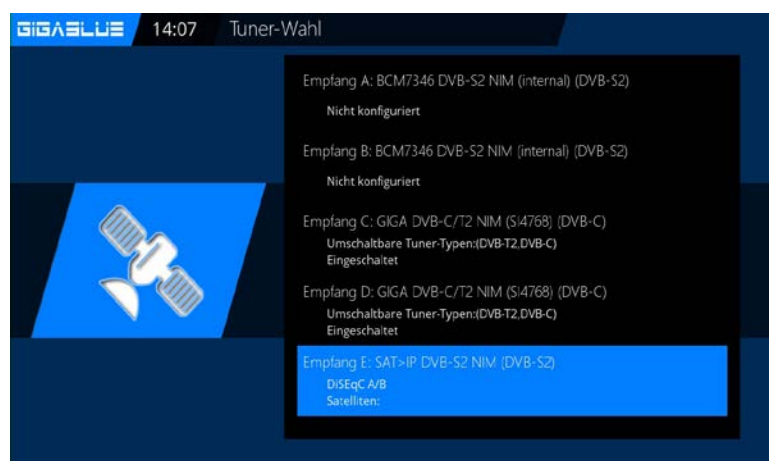 GIGABLUE 14:07 Tuner-Wahl
Empfang A: BCM7346 DVB-S2 NIM (internal) (DVB-S2)
Nicht konfiguriert
Empfang B: BCM7346 DVB-S2 NIM (internal) (DVB-S2)
Nicht konfiguriert
Empfang C: GIGA DVB-C/T2 NIM (SI4768) (DVB-C)
Umschaltbare Tuner-Typen:(DVB-T2,DVB-C)
Eingeschaltet
Empfang D: GIGA DVB-C/T2 NIM (SI4768) (DVB-C)
Umschaltbare Tuner-Typen:(DVB-T2,DVB-C)
Eingeschaltet
Empfang E: SAT>IP DVB-S2 NIM (DVB-S2)
DiSEqC A/B
Satelliten: